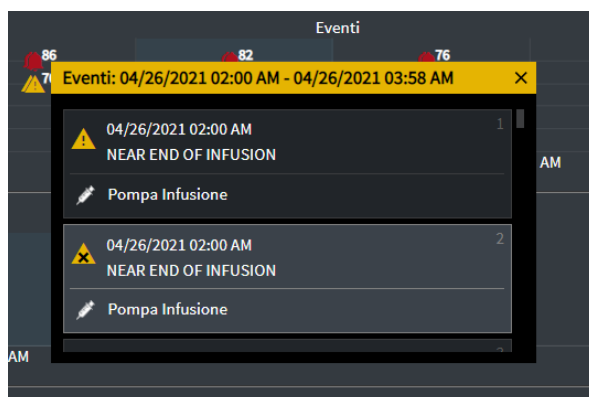 Eventi
86
82
76
Eventi: 04/26/2021 02:00 AM - 04/26/2021 03:58 AM
04/26/2021 02:00 AM
1
NEAR END OF INFUSION
AM
Pompa Infusione
04/26/2021 02:00 AM
2
NEAR END OF INFUSION
Pompa Infusione
AM